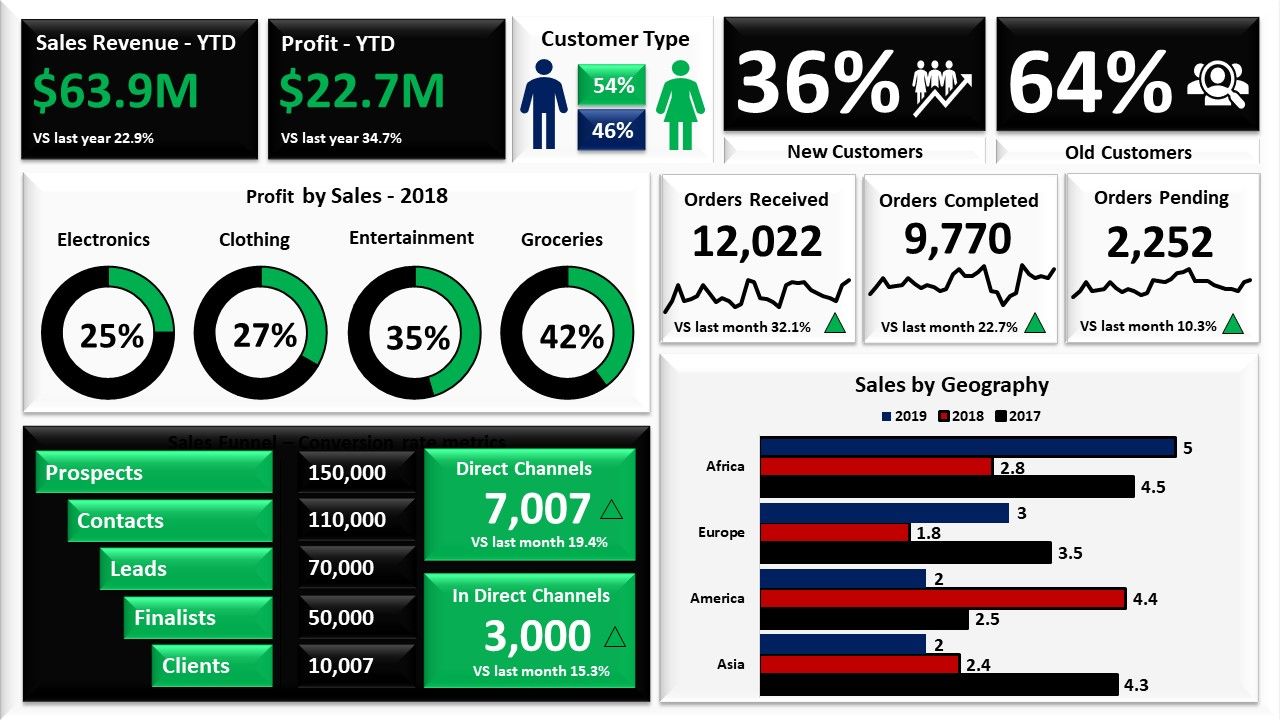 Sales Revenue - YTD
$63.9M
VS last year 22.9%
Profit - YTD
$22.7M
VS last year 34.7%
Customer Type
54%
46%
36%
New Customers
64%
Old Customers
Profit by Sales - 2018
Electronics
25%
Clothing
27%
Entertainment
35%
Groceries
42%
Orders Received
12,022
VS last month 32.1%
Orders Completed
9,770
VS last month 22.7%
Orders Pending
2,252
VS last month 10.3%
Sales Funnel – Conversion rate metrics
Prospects 150,000
Contacts 110,000
Leads 70,000
Finalists 50,000
Clients 10,007
Direct Channels
7,007
VS last month 19.4%
In Direct Channels
3,000
VS last month 15.3%
Sales by Geography
2019 2018 2017
Africa
5
2.8
4.5
Europe
3
1.8
3.5
America
2
4.4
2.5
Asia
2
2.4
4.3